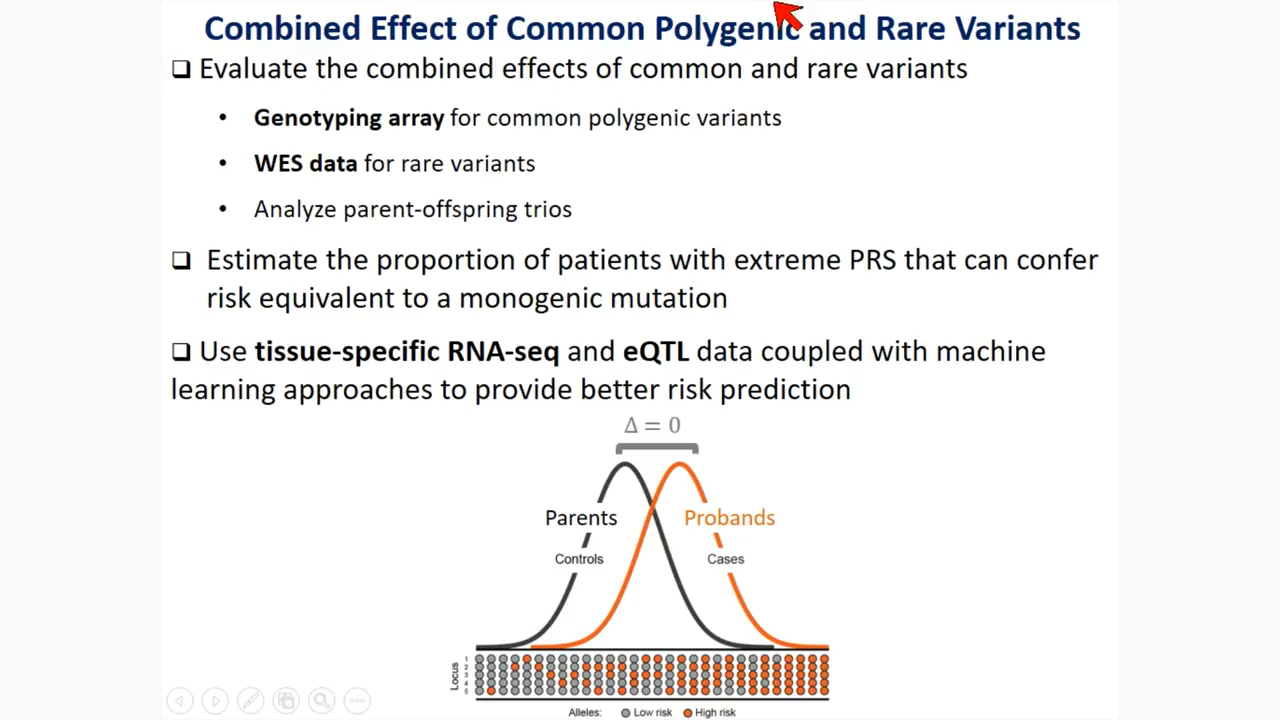 Combined Effect of Common Polygenic and Rare Variants
❑ Evaluate the combined effects of common and rare variants
• Genotyping array for common polygenic variants
• WES data for rare variants
• Analyze parent-offspring trios
❑ Estimate the proportion of patients with extreme PRS that can confer
risk equivalent to a monogenic mutation
❑ Use tissue-specific RNA-seq and eQTL data coupled with machine
learning approaches to provide better risk prediction
Δ = 0
Parents
Probands
Controls
Cases
Locus
1
2
3
4
5
Alleles: Low risk High risk